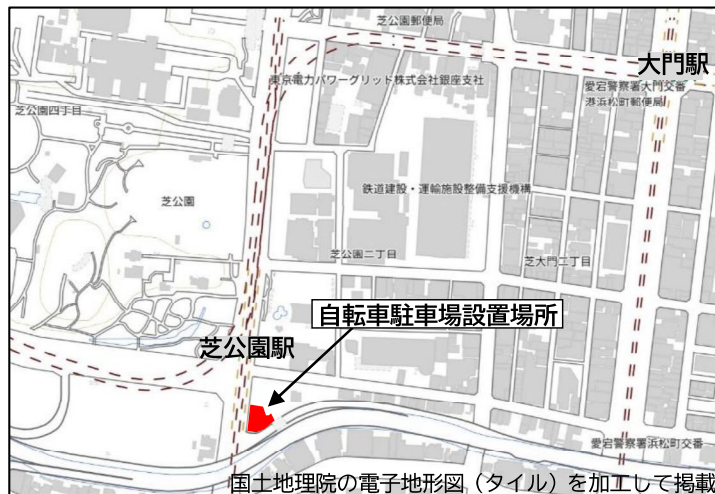 芝公園郵便局
大門駅
東京電力パワーグリッド株式会社銀座支社
愛宕警察署大門交番
港浜松町郵便局
芝公園四丁目
鉄道建設・運輸施設整備支援機構
芝公園
芝公園二丁目
芝大門二丁目
自転車駐車場設置場所
芝公園駅
愛宕警察署浜松町交番
国土地理院の電子地形図（タイル）を加工して掲載